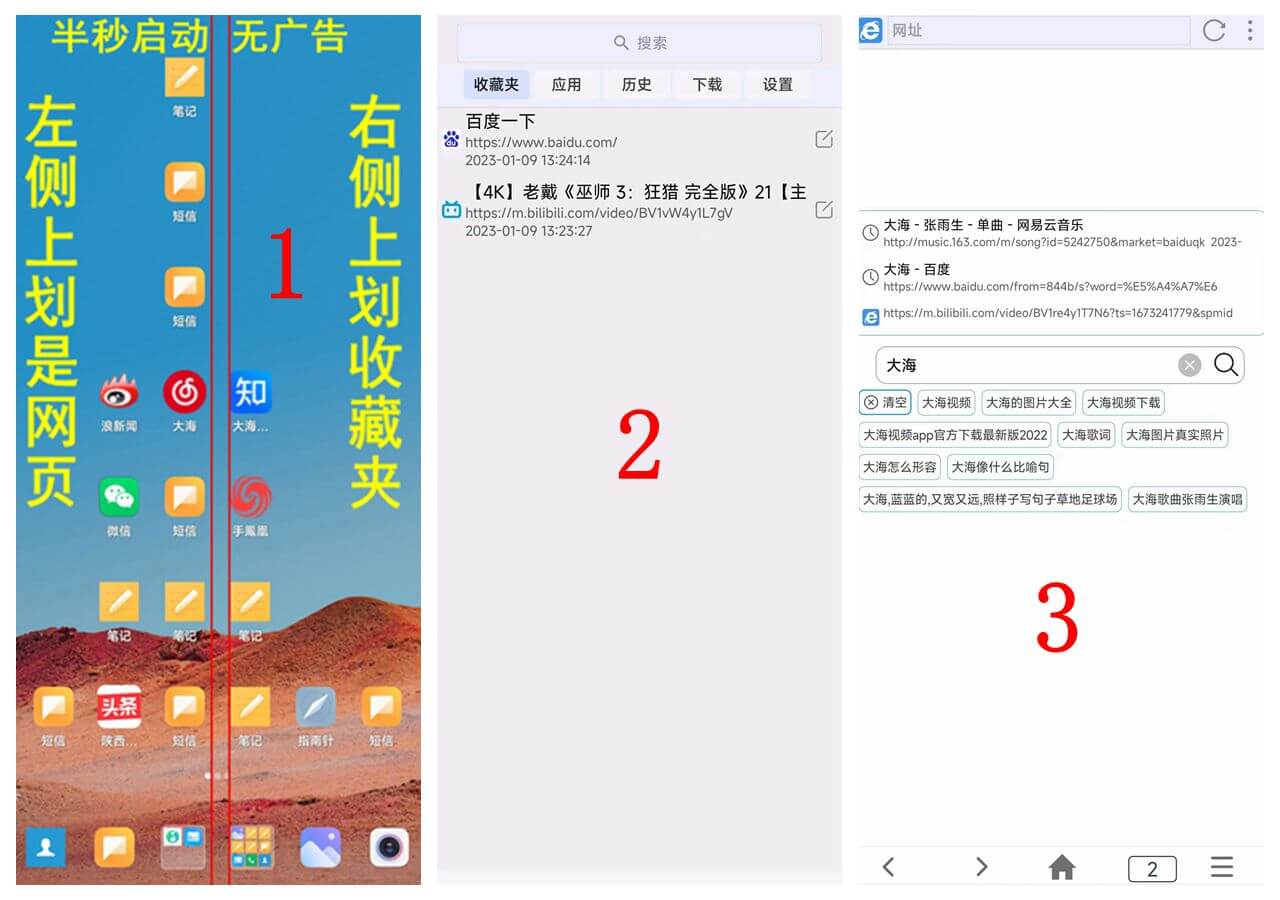 半秒启动 无广告
左侧上划是网页
右侧上划收藏夹
1
笔记
短信
短信
浪新闻
大海
知
大海...
微信
短信
手凤凰
笔记
笔记
笔记
短信
头条
陕西...
短信
笔记
指南针
短信
搜索
收藏夹
应用
历史
下载
设置
百度一下
https://www.baidu.com/
2023-01-09 13:24:14
【4K】老戴《巫师 3：狂猎 完全版》21【主
https://m.bilibili.com/video/BV1vW4y1L7gV
2023-01-09 13:23:27
2
网址
大海 - 张雨生 - 单曲 - 网易云音乐
http://music.163.com/m/song?id=5242750&market=baiduqk 2023-
大海 - 百度
https://www.baidu.com/from=844b/s?word=%E5%A4%A7%E6
https://m.bilibili.com/video/BV1re4y1T7N6?ts=1673241779&spmid
大海
清空
大海视频
大海的图片大全
大海视频下载
大海视频app官方下载最新版2022
大海歌词
大海图片真实照片
大海怎么形容
大海像什么比喻句
大海,蓝蓝的,又宽又远,照样子写句子草地足球场
大海歌曲张雨生演唱
3
2